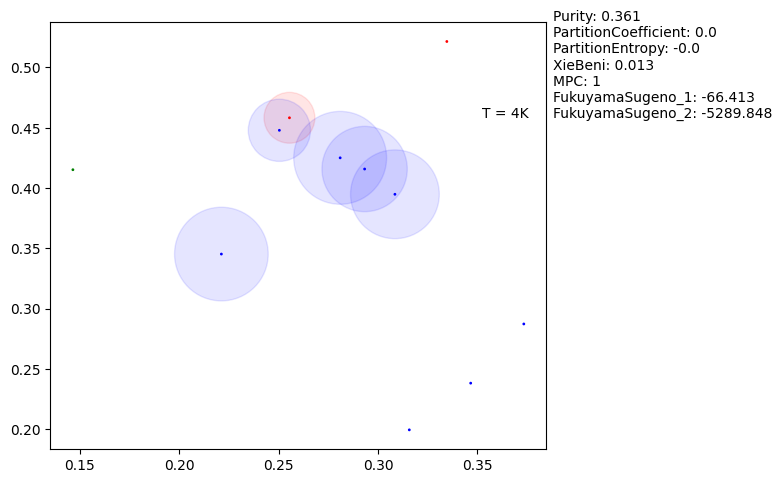 Purity: 0.361
PartitionCoefficient: 0.0
PartitionEntropy: -0.0
XieBeni: 0.013
MPC: 1
FukuyamaSugeno_1: -66.413
FukuyamaSugeno_2: -5289.848
T = 4K
0.50
0.45
0.40
0.35
0.30
0.25
0.20
0.15 0.20 0.25 0.30 0.35